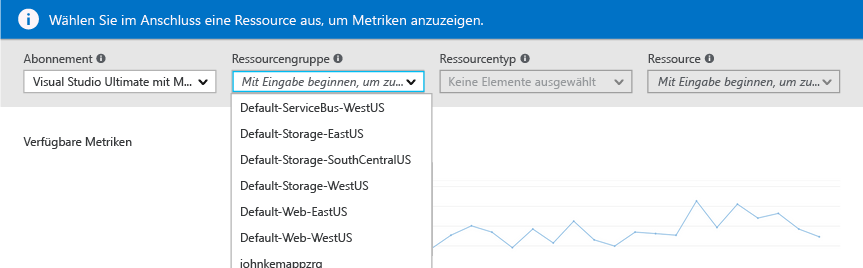 Wählen Sie im Anschluss eine Ressource aus, um Metriken anzuzeigen.
Abonnement Ressourcengruppe Ressourcentyp Ressource
Visual Studio Ultimate mit M... Mit Eingabe beginnen, um zu... Keine Elemente ausgewählt Mit Eingabe beginnen, um zu...
Default-ServiceBus-WestUS
Default-Storage-EastUS
Verfügbare Metriken
Default-Storage-SouthCentralUS
Default-Storage-WestUS
Default-Web-EastUS
Default-Web-WestUS
johnkemappzrg